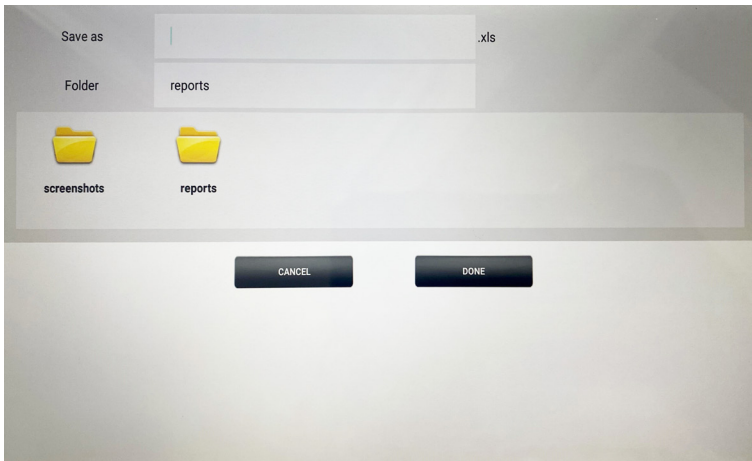 Save as
.xls
Folder
reports
screenshots
reports
CANCEL
DONE